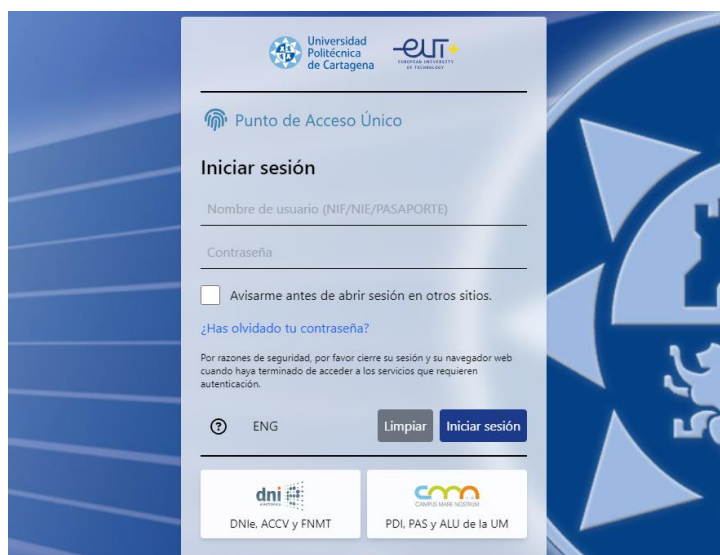 Universidad
Politécnica
de Cartagena
EUT+
EUROPEAN UNIVERSITY
OF TECHNOLOGY
Punto de Acceso Único
Iniciar sesión
Nombre de usuario (NIF/NIE/PASAPORTE)
Contraseña
Avisarme antes de abrir sesión en otros sitios.
¿Has olvidado tu contraseña?
Por razones de seguridad, por favor cierre su sesión y su navegador web
cuando haya terminado de acceder a los servicios que requieren
autenticación.
? ENG Limpiar Iniciar sesión
dni
DNIe, ACCV y FNMT
cmn
CAMPUS MARE NOSTRUM
PDI, PAS y ALU de la UM